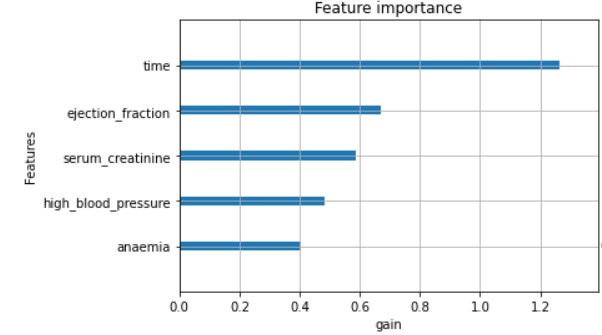 Feature importance
time
ejection_fraction
serum_creatinine
high_blood_pressure
anaemia
Features
0.0 0.2 0.4 0.6 0.8 1.0 1.2
gain